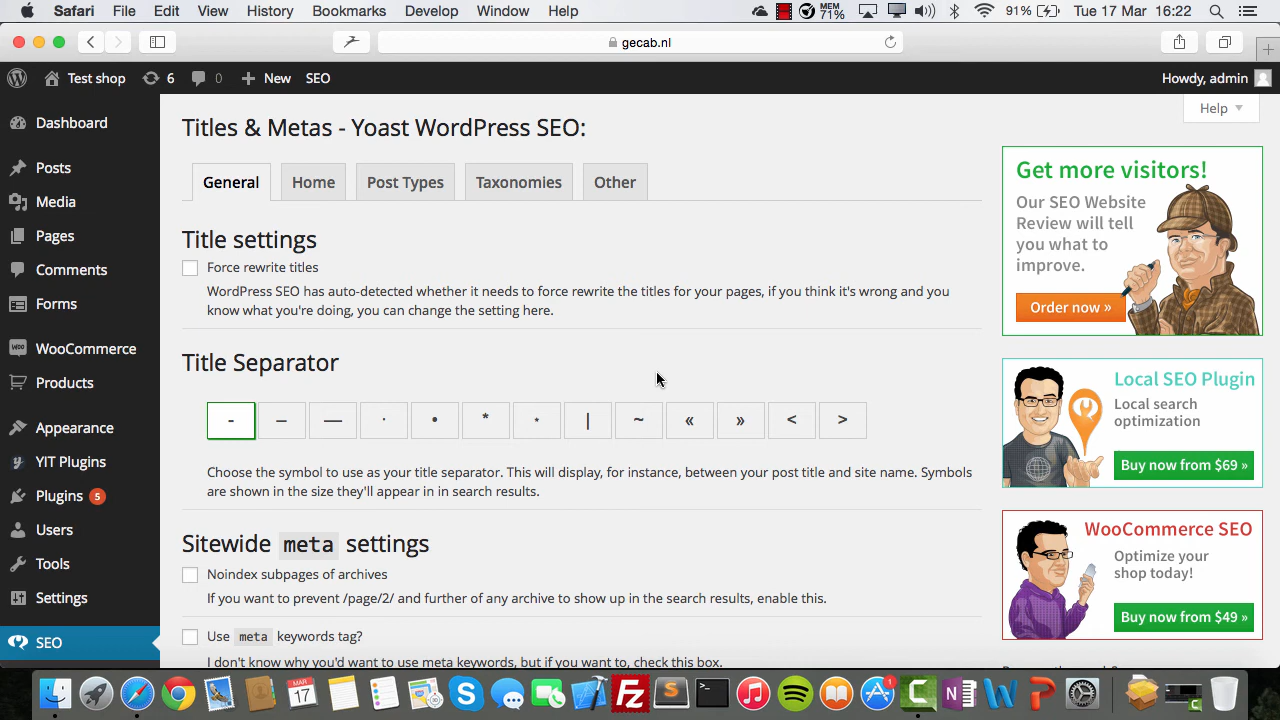 Safari File Edit View History Bookmarks Develop Window Help MEM 71% 91% Tue 17 Mar 16:22
gecab.nl
Test shop 6 0 New SEO Howdy, admin
Help
Dashboard
Posts
Media
Pages
Comments
Forms
WooCommerce
Products
Appearance
YIT Plugins
Plugins 5
Users
Tools
Settings
SEO
Titles & Metas - Yoast WordPress SEO:
General Home Post Types Taxonomies Other
Title settings
Force rewrite titles
WordPress SEO has auto-detected whether it needs to force rewrite the titles for your pages, if you think it's wrong and you
know what you're doing, you can change the setting here.
Title Separator
- – — · • * ⋆ | ~ « » < >
Choose the symbol to use as your title separator. This will display, for instance, between your post title and site name. Symbols
are shown in the size they'll appear in in search results.
Sitewide meta settings
Noindex subpages of archives
If you want to prevent /page/2/ and further of any archive to show up in the search results, enable this.
Use meta keywords tag?
I don't know why you'd want to use meta keywords, but if you want to, check this box.
Get more visitors!
Our SEO Website
Review will tell
you what to
improve.
Order now »
Local SEO Plugin
Local search
optimization
Buy now from $69 »
WooCommerce SEO
Optimize your
shop today!
Buy now from $49 »
MAR
17
Fz
1